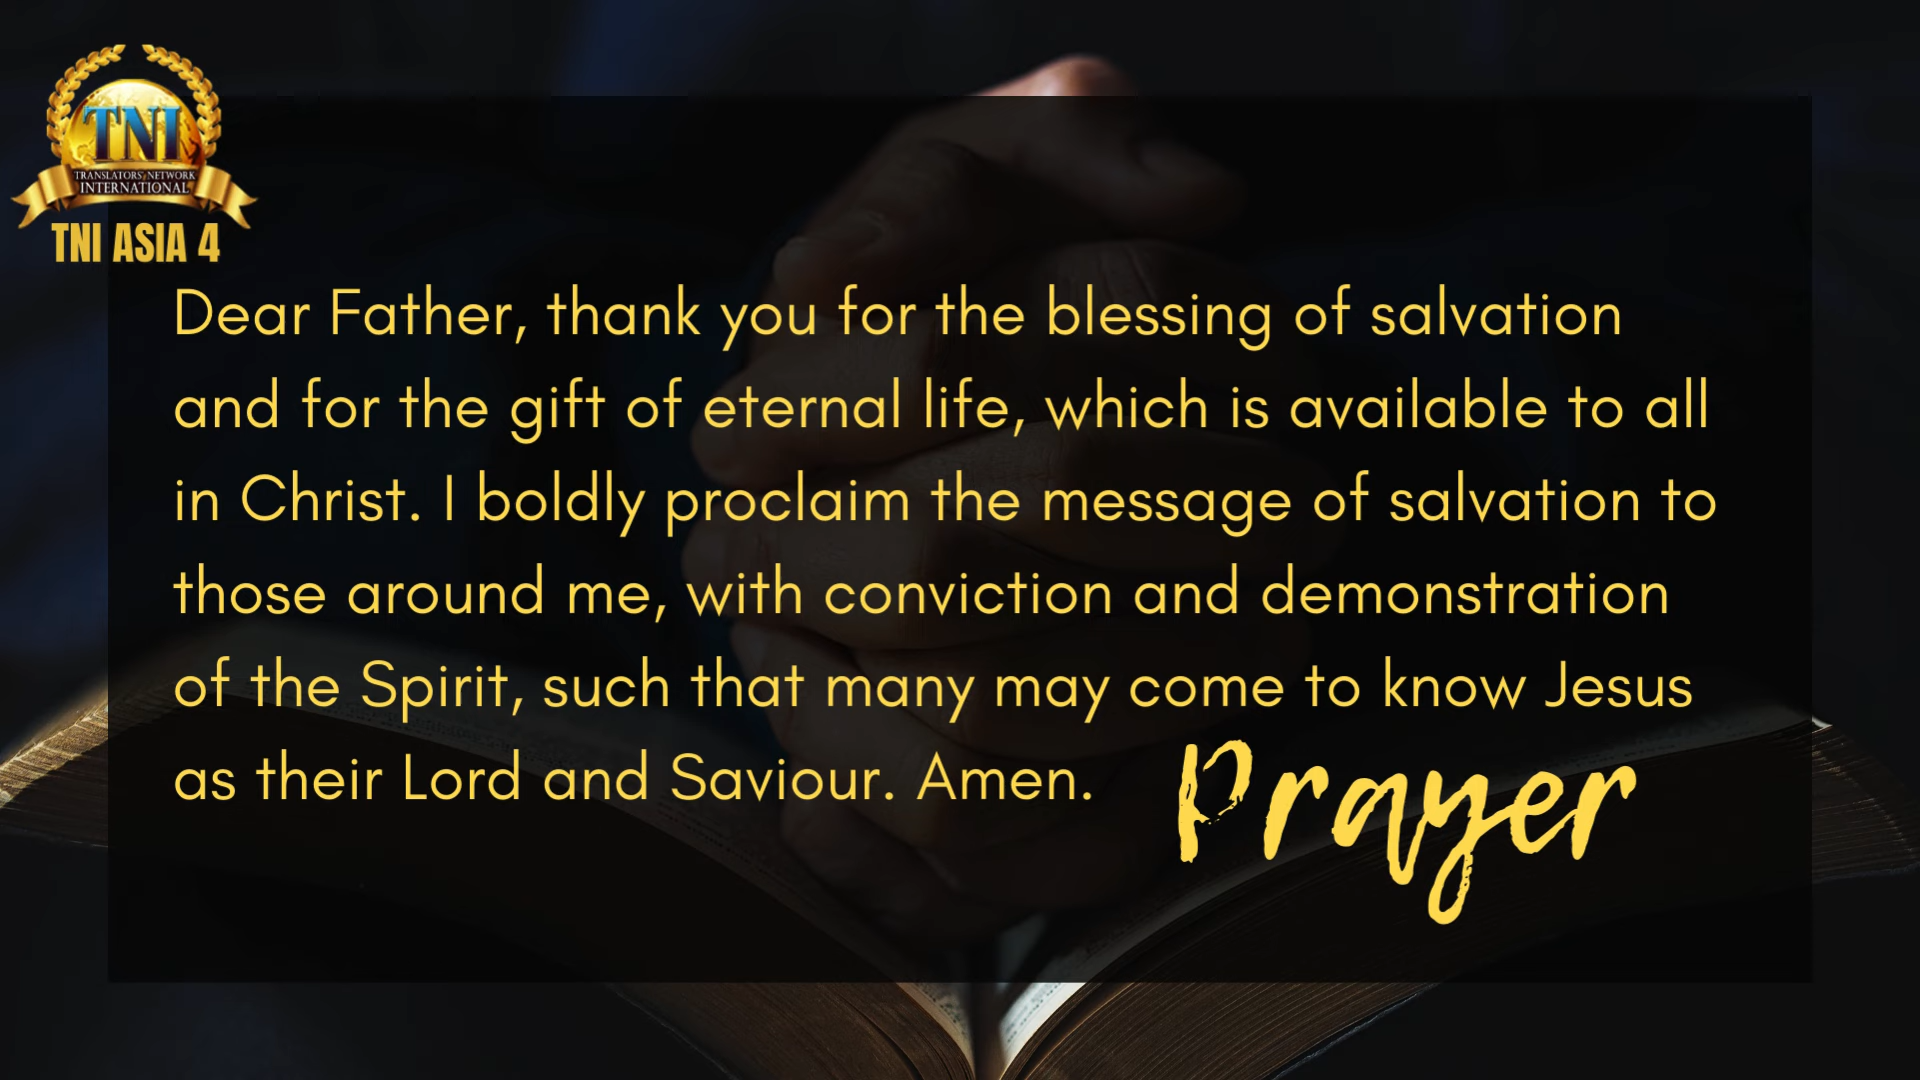 TNI
TRANSLATORS' NETWORK
INTERNATIONAL
TNI ASIA 4
Dear Father, thank you for the blessing of salvation
and for the gift of eternal life, which is available to all
in Christ. I boldly proclaim the message of salvation to
those around me, with conviction and demonstration
of the Spirit, such that many may come to know Jesus
as their Lord and Saviour. Amen.
Prayer